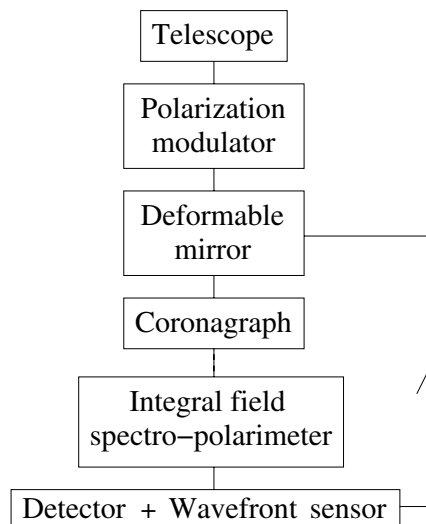 Telescope
Polarization
modulator
Deformable
mirror
Coronagraph
Integral field
spectro−polarimeter
Detector + Wavefront sensor